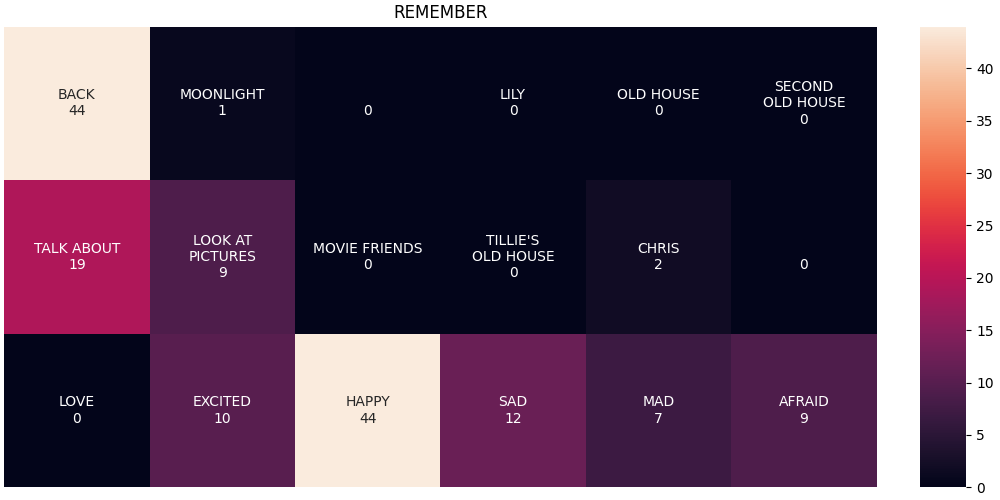 REMEMBER
BACK
44
MOONLIGHT
1
0
LILY
0
OLD HOUSE
0
SECOND
OLD HOUSE
0
TALK ABOUT
19
LOOK AT
PICTURES
9
MOVIE FRIENDS
0
TILLIE'S
OLD HOUSE
0
CHRIS
2
0
LOVE
0
EXCITED
10
HAPPY
44
SAD
12
MAD
7
AFRAID
9
40
35
30
25
20
15
10
5
0